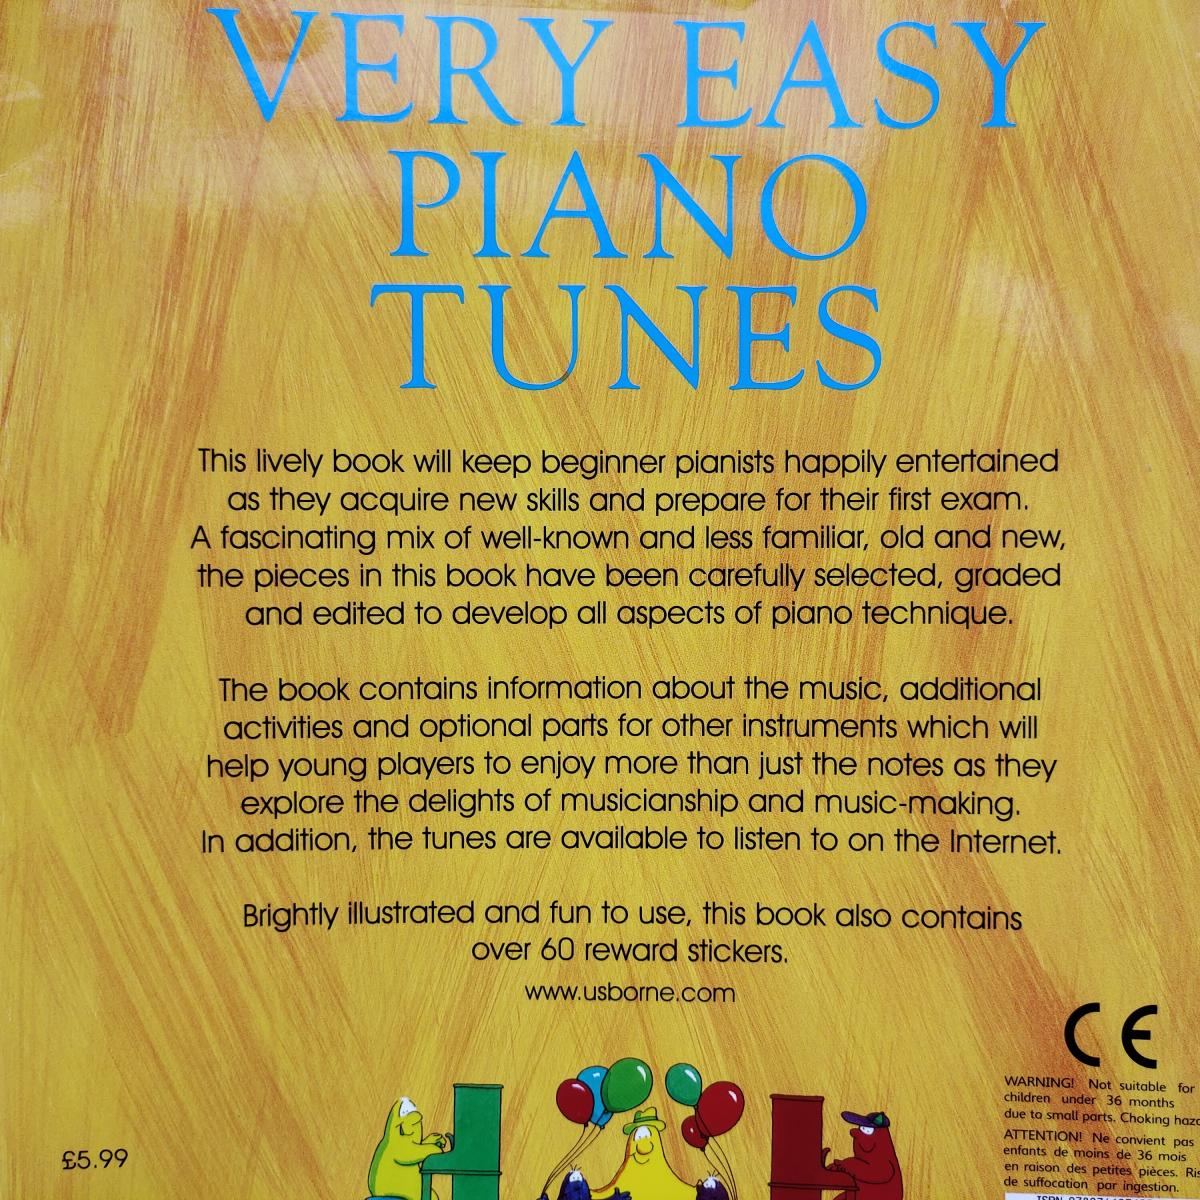 VERY EASY
PIANO
TUNES
This lively book will keep beginner pianists happily entertained
as they acquire new skills and prepare for their first exam.
A fascinating mix of well-known and less familiar, old and new,
the pieces in this book have been carefully selected, graded
and edited to develop all aspects of piano technique.
The book contains information about the music, additional
activities and optional parts for other instruments which will
help young players to enjoy more than just the notes as they
explore the delights of musicianship and music-making.
In addition, the tunes are available to listen to on the Internet.
Brightly illustrated and fun to use, this book also contains
over 60 reward stickers.
www.usborne.com
CE
WARNING! Not suitable for
children under 36 months
due to small parts. Choking
ATTENTION! Ne convient pas
enfants de moins de 36 mois
en raison des petites pièces.
de suffocation par ingestion.
£5.99
ISBN